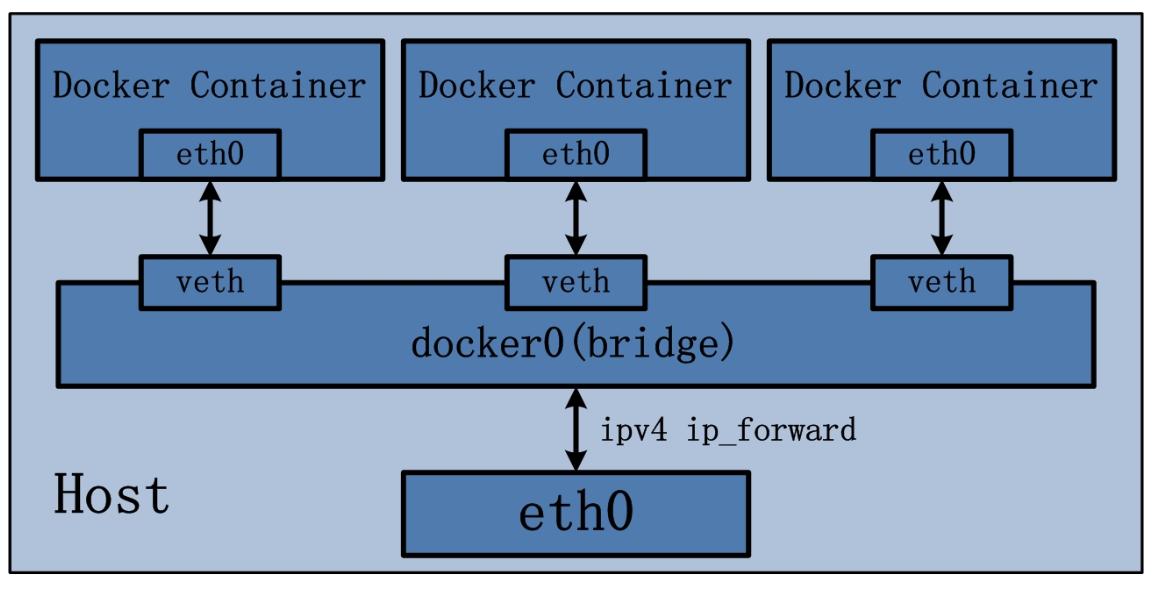 Docker Container
Docker Container
Docker Container
eth0
eth0
eth0
veth
veth
veth
docker0(bridge)
ipv4 ip_forward
Host
eth0